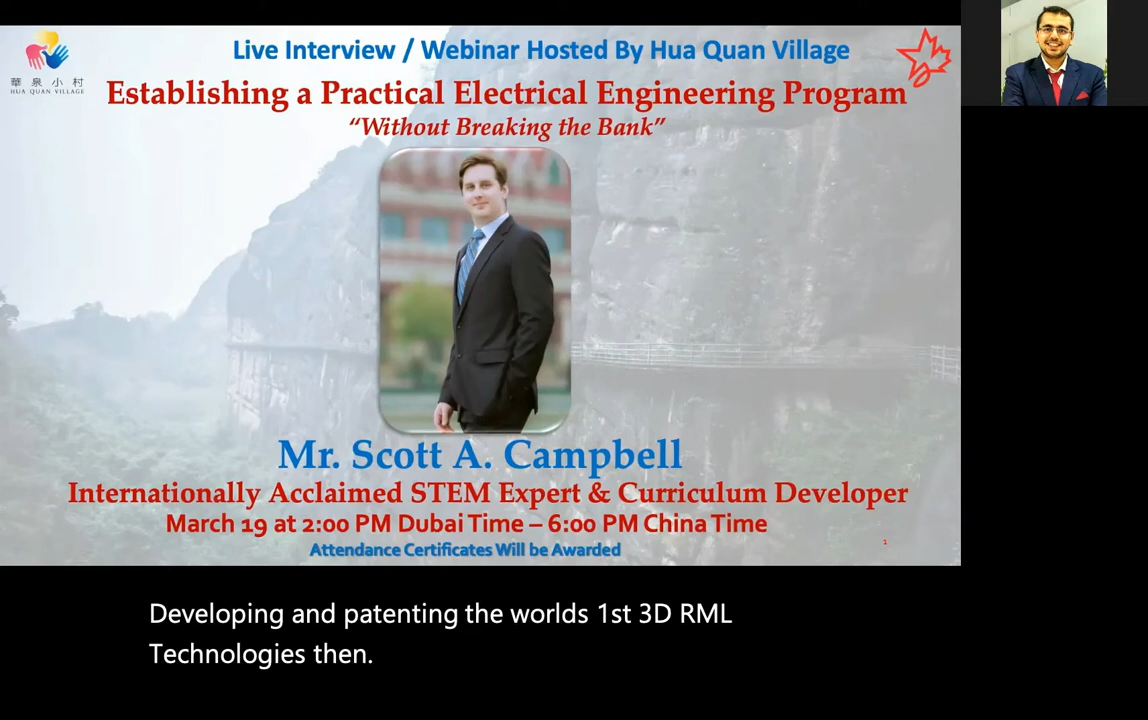 Live Interview / Webinar Hosted By Hua Quan Village
華泉小村
HUA QUAN VILLAGE
Establishing a Practical Electrical Engineering Program
“Without Breaking the Bank”
Mr. Scott A. Campbell
Internationally Acclaimed STEM Expert & Curriculum Developer
March 19 at 2:00 PM Dubai Time – 6:00 PM China Time
Attendance Certificates Will be Awarded
1
Developing and patenting the worlds 1st 3D RML
Technologies then.